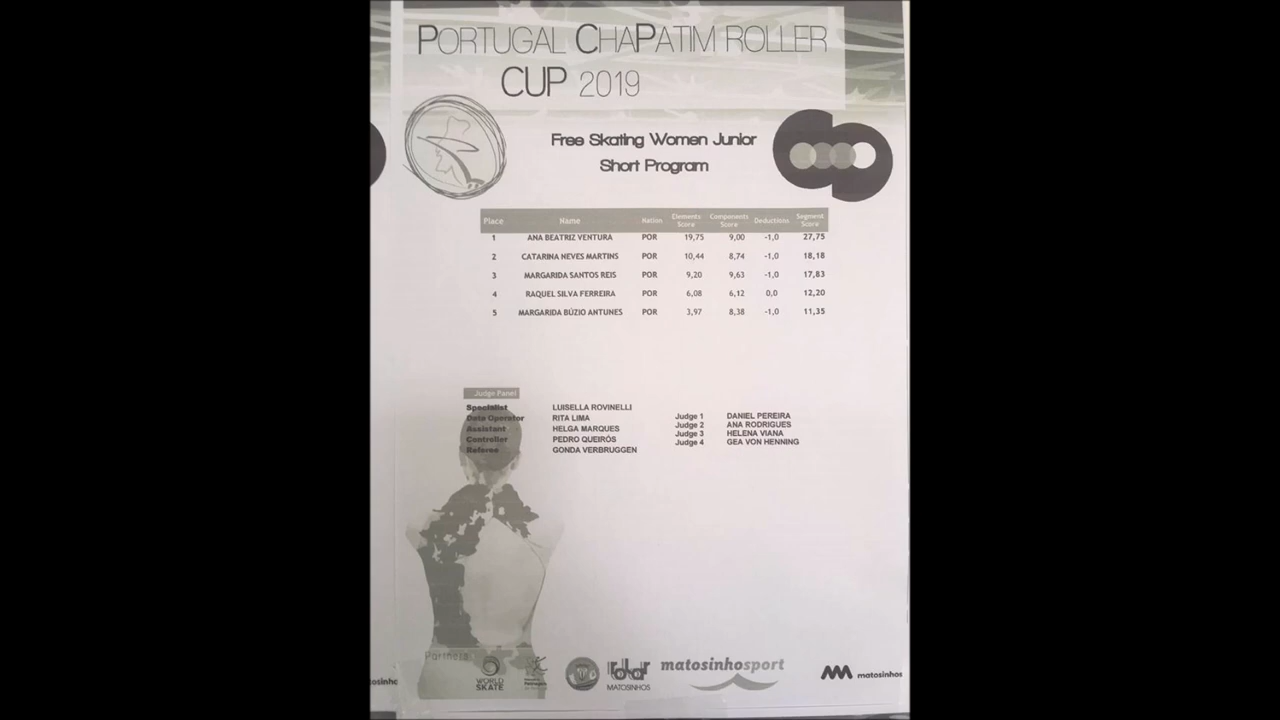 PORTUGAL CHAPATIM ROLLER
CUP 2019
Free Skating Women Junior
Short Program
Place Name Nation Elements Score Components Score Deductions Segment Score
1 ANA BEATRIZ VENTURA POR 19,75 9,00 -1,0 27,75
2 CATARINA NEVES MARTINS POR 10,44 8,74 -1,0 18,18
3 MARGARIDA SANTOS REIS POR 9,20 9,63 -1,0 17,83
4 RAQUEL SILVA FERREIRA POR 6,08 6,12 0,0 12,20
5 MARGARIDA BÚZIO ANTUNES POR 3,97 8,38 -1,0 11,35
Judge Panel
Specialist LUISELLA ROVINELLI
Data Operator RITA LIMA
Assistant HELGA MARQUES
Controller PEDRO QUEIRÓS
Referee GONDA VERBRUGGEN
Judge 1 DANIEL PEREIRA
Judge 2 ANA RODRIGUES
Judge 3 HELENA VIANA
Judge 4 GEA VON HENNING
Partners
WORLD SKATE
MATOSINHOS
matosinhosport
matosinhos